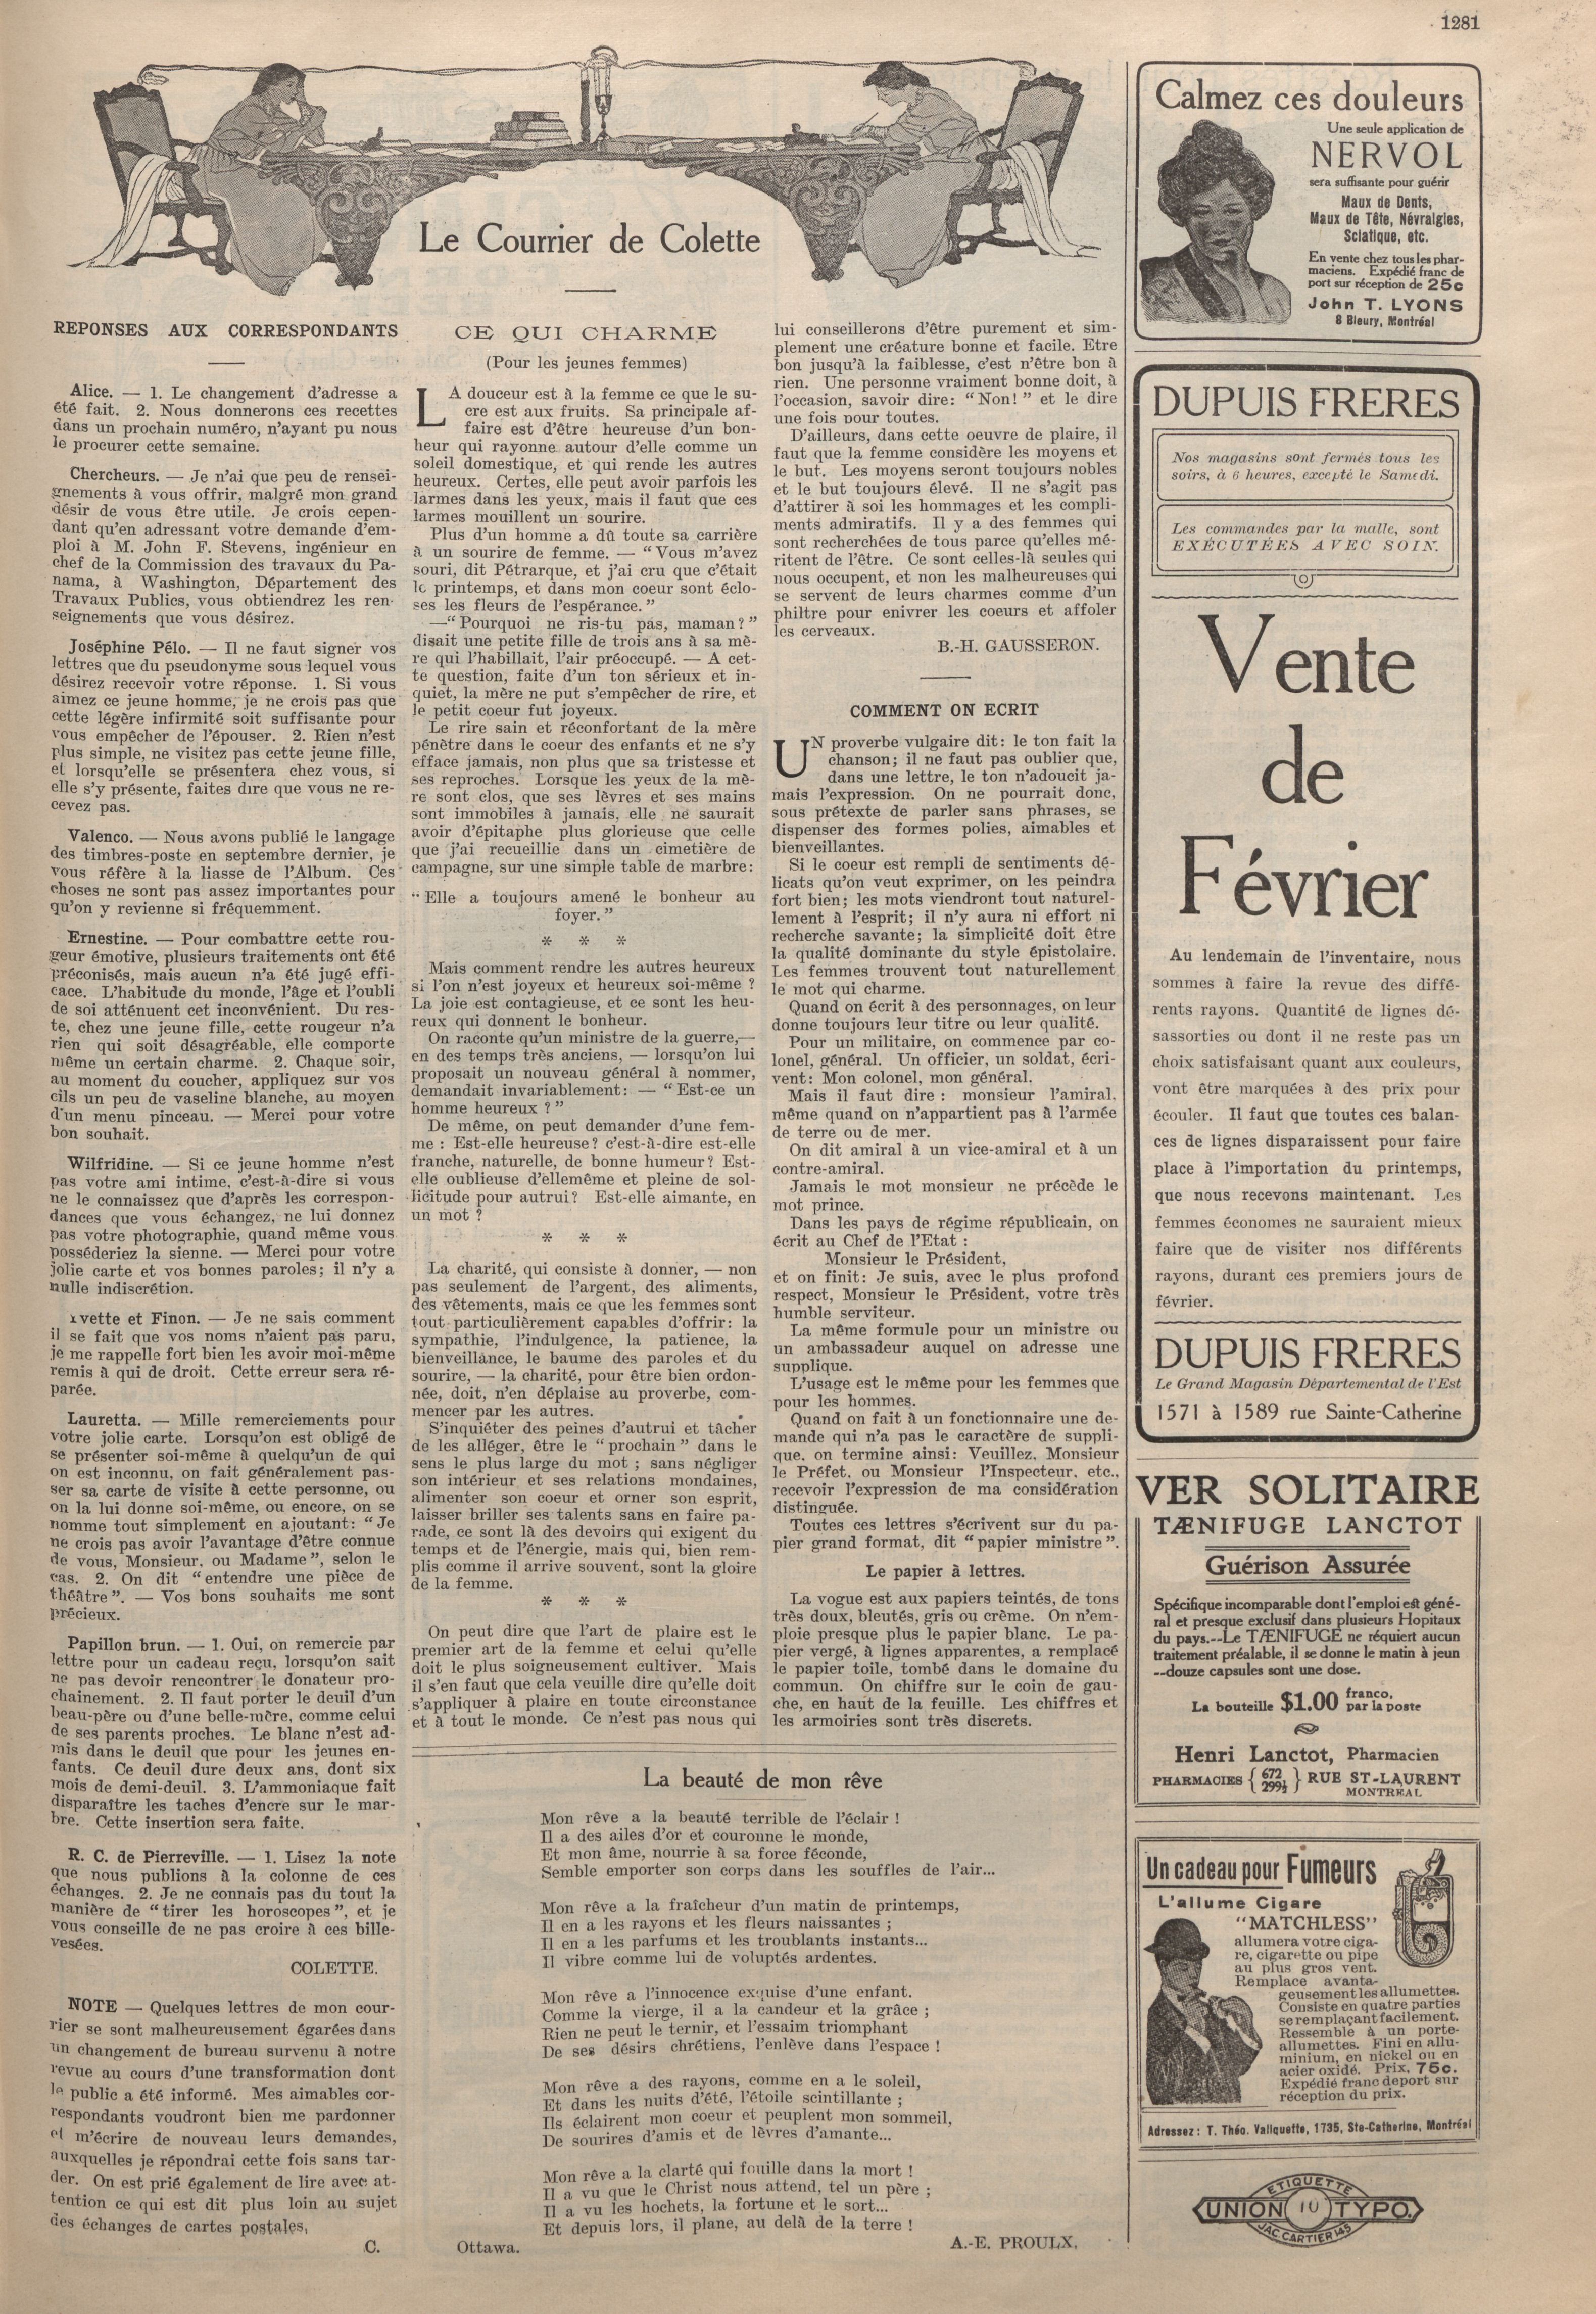 1281
Le Courrier de Colette
REPONSES AUX CORRESPONDANTS
Alice. — 1. Le changement d'adresse a
été fait. 2. Nous donnerons ces recettes
dans un prochain numéro, n'ayant pu nous
le procurer cette semaine.
Chercheurs. — Je n'ai que peu de rensei-
gnements à vous offrir, malgré mon grand
désir de vous être utile. Je crois cepen-
dant qu'en adressant votre demande d'em-
ploi à M. John F. Stevens, ingénieur en
chef de la Commission des travaux du Pa-
nama, à Washington, Département des
Travaux Publics, vous obtiendrez les ren-
seignements que vous désirez.
Joséphine Pélo. — Il ne faut signer vos
lettres que du pseudonyme sous lequel vous
désirez recevoir votre réponse. 1. Si vous
aimez ce jeune homme, je ne crois pas que
cette légère infirmité soit suffisante pour
vous empêcher de l'épouser. 2. Rien n'est
plus simple, ne visitez pas cette jeune fille,
et lorsqu'elle se présentera chez vous, si
elle s'y présente, faites dire que vous ne re-
cevez pas.
Valenco. — Nous avons publié le langage
des timbres-poste en septembre dernier, je
vous réfère à la liasse de l'Album. Ces
choses ne sont pas assez importantes pour
qu'on y revienne si fréquemment.
Ernestine. — Pour combattre cette rou-
geur émotive, plusieurs traitements ont été
préconisés, mais aucun n'a été jugé effi-
cace. L'habitude du monde, l'âge et l'oubli
de soi atténuent cet inconvénient. Du res-
te, chez une jeune fille, cette rougeur n'a
rien qui soit désagréable, elle comporte
même un certain charme. 2. Chaque soir,
au moment du coucher, appliquez sur vos
cils un peu de vaseline blanche, au moyen
d'un menu pinceau. — Merci pour votre
bon souhait.
Wilfridine. — Si ce jeune homme n'est
pas votre ami intime, c'est-à-dire si vous
ne le connaissez que d'après les correspon-
dances que vous échangez, ne lui donnez
pas votre photographie, quand même vous
posséderiez la sienne. — Merci pour votre
jolie carte et vos bonnes paroles; il n'y a
nulle indiscrétion.
Yvette et Finon. — Je ne sais comment
il se fait que vos noms n'aient pas paru,
je me rappelle fort bien les avoir moi-même
remis à qui de droit. Cette erreur sera ré-
parée.
Lauretta. — Mille remerciements pour
votre jolie carte. Lorsqu'on est obligé de
se présenter soi-même à quelqu'un de qui
on est inconnu, on fait généralement pas-
ser sa carte de visite à cette personne, ou
on la lui donne soi-même, ou encore, on se
nomme tout simplement en ajoutant: "Je
ne crois pas avoir l'avantage d'être connue
de vous, Monsieur, ou Madame", selon le
cas. 2. On dit "entendre une pièce de
théâtre". — Vos bons souhaits me sont
précieux.
Papillon brun. — 1. Oui, on remercie par
lettre pour un cadeau reçu, lorsqu'on sait
ne pas devoir rencontrer le donateur pro-
chainement. 2. Il faut porter le deuil d'un
beau-père ou d'une belle-mère, comme celui
de ses parents proches. Le blanc n'est ad-
mis dans le deuil que pour les jeunes en-
fants. Ce deuil dure deux ans, dont six
mois de demi-deuil. 3. L'ammoniaque fait
disparaître les taches d'encre sur le mar-
bre. Cette insertion sera faite.
R. C. de Pierreville. — 1. Lisez la note
que nous publions à la colonne de ces
échanges. 2. Je ne connais pas du tout la
manière de "tirer les horoscopes", et je
vous conseille de ne pas croire à ces bille-
vesées.
COLETTE.
NOTE — Quelques lettres de mon cour-
rier se sont malheureusement égarées dans
un changement de bureau survenu à notre
revue au cours d'une transformation dont
le public a été informé. Mes aimables cor-
respondants voudront bien me pardonner
et m'écrire de nouveau leurs demandes,
auxquelles je répondrai cette fois sans tar-
der. On est prié également de lire avec at-
tention ce qui est dit plus loin au sujet
des échanges de cartes postales,
C.
CE QUI CHARME
(Pour les jeunes femmes)
LA douceur est à la femme ce que le su-
cre est aux fruits. Sa principale af-
faire est d'être heureuse d'un bon-
heur qui rayonne autour d'elle comme un
soleil domestique, et qui rende les autres
heureux. Certes, elle peut avoir parfois les
larmes dans les yeux, mais il faut que ces
larmes mouillent un sourire.
Plus d'un homme a dû toute sa carrière
à un sourire de femme. — "Vous m'avez
souri, dit Pétrarque, et j'ai cru que c'était
le printemps, et dans mon coeur sont éclo-
ses les fleurs de l'espérance."
—"Pourquoi ne ris-tu pas, maman?"
disait une petite fille de trois ans à sa mè-
re qui l'habillait, l'air préoccupé. — A cet-
te question, faite d'un ton sérieux et in-
quiet, la mère ne put s'empêcher de rire, et
le petit coeur fut joyeux.
Le rire sain et réconfortant de la mère
pénètre dans le coeur des enfants et ne s'y
efface jamais, non plus que sa tristesse et
ses reproches. Lorsque les yeux de la mè-
re sont clos, que ses lèvres et ses mains
sont immobiles à jamais, elle ne saurait
avoir d'épitaphe plus glorieuse que celle
que j'ai recueillie dans un cimetière de
campagne, sur une simple table de marbre:
"Elle a toujours amené le bonheur au
foyer."
* * *
Mais comment rendre les autres heureux
si l'on n'est joyeux et heureux soi-même ?
La joie est contagieuse, et ce sont les heu-
reux qui donnent le bonheur.
On raconte qu'un ministre de la guerre,—
en des temps très anciens, — lorsqu'on lui
proposait un nouveau général à nommer,
demandait invariablement: — "Est-ce un
homme heureux ?"
De même, on peut demander d'une fem-
me : Est-elle heureuse? c'est-à-dire est-elle
franche, naturelle, de bonne humeur? Est-
elle oublieuse d'ellemême et pleine de sol-
licitude pour autrui? Est-elle aimante, en
un mot ?
* * *
La charité, qui consiste à donner, — non
pas seulement de l'argent, des aliments,
des vêtements, mais ce que les femmes sont
tout particulièrement capables d'offrir: la
sympathie, l'indulgence, la patience, la
bienveillance, le baume des paroles et du
sourire, — la charité, pour être bien ordon-
née, doit, n'en déplaise au proverbe, com-
mencer par les autres.
S'inquiéter des peines d'autrui et tâcher
de les alléger, être le "prochain" dans le
sens le plus large du mot ; sans négliger
son intérieur et ses relations mondaines,
alimenter son coeur et orner son esprit,
laisser briller ses talents sans en faire pa-
rade, ce sont là des devoirs qui exigent du
temps et de l'énergie, mais qui, bien rem-
plis comme il arrive souvent, sont la gloire
de la femme.
* * *
On peut dire que l'art de plaire est le
premier art de la femme et celui qu'elle
doit le plus soigneusement cultiver. Mais
il s'en faut que cela veuille dire qu'elle doit
s'appliquer à plaire en toute circonstance
et à tout le monde. Ce n'est pas nous qui
lui conseillerons d'être purement et sim-
plement une créature bonne et facile. Etre
bon jusqu'à la faiblesse, c'est n'être bon à
rien. Une personne vraiment bonne doit, à
l'occasion, savoir dire: "Non!" et le dire
une fois pour toutes.
D'ailleurs, dans cette oeuvre de plaire, il
faut que la femme considère les moyens et
le but. Les moyens seront toujours nobles
et le but toujours élevé. Il ne s'agit pas
d'attirer à soi les hommages et les compli-
ments admiratifs. Il y a des femmes qui
sont recherchées de tous parce qu'elles mé-
ritent de l'être. Ce sont celles-là seules qui
nous occupent, et non les malheureuses qui
se servent de leurs charmes comme d'un
philtre pour enivrer les coeurs et affoler
les cerveaux.
B.-H. GAUSSERON.
COMMENT ON ECRIT
UN proverbe vulgaire dit: le ton fait la
chanson; il ne faut pas oublier que,
dans une lettre, le ton n'adoucit ja-
mais l'expression. On ne pourrait donc,
sous prétexte de parler sans phrases, se
dispenser des formes polies, aimables et
bienveillantes.
Si le coeur est rempli de sentiments dé-
licats qu'on veut exprimer, on les peindra
fort bien; les mots viendront tout naturel-
lement à l'esprit; il n'y aura ni effort ni
recherche savante; la simplicité doit être
la qualité dominante du style épistolaire.
Les femmes trouvent tout naturellement
le mot qui charme.
Quand on écrit à des personnages, on leur
donne toujours leur titre ou leur qualité.
Pour un militaire, on commence par co-
lonel, général. Un officier, un soldat, écri-
vent: Mon colonel, mon général.
Mais il faut dire : monsieur l'amiral,
même quand on n'appartient pas à l'armée
de terre ou de mer.
On dit amiral à un vice-amiral et à un
contre-amiral.
Jamais le mot monsieur ne précède le
mot prince.
Dans les pays de régime républicain, on
écrit au Chef de l'Etat :
Monsieur le Président,
et on finit: Je suis, avec le plus profond
respect, Monsieur le Président, votre très
humble serviteur.
La même formule pour un ministre ou
un ambassadeur auquel on adresse une
supplique.
L'usage est le même pour les femmes que
pour les hommes.
Quand on fait à un fonctionnaire une de-
mande qui n'a pas le caractère de suppli-
que, on termine ainsi: Veuillez, Monsieur
le Préfet, ou Monsieur l'Inspecteur, etc.,
recevoir l'expression de ma considération
distinguée.
Toutes ces lettres s'écrivent sur du pa-
pier grand format, dit "papier ministre".
Le papier à lettres.
La vogue est aux papiers teintés, de tons
très doux, bleutés, gris ou crème. On n'em-
ploie presque plus le papier blanc. Le pa-
pier vergé, à lignes apparentes, a remplacé
le papier toile, tombé dans le domaine du
commun. On chiffre sur le coin de gau-
che, en haut de la feuille. Les chiffres et
les armoiries sont très discrets.
La beauté de mon rêve
Mon rêve a la beauté terrible de l'éclair !
Il a des ailes d'or et couronne le monde,
Et mon âme, nourrie à sa force féconde,
Semble emporter son corps dans les souffles de l'air...
Mon rêve a la fraîcheur d'un matin de printemps,
Il en a les rayons et les fleurs naissantes ;
Il en a les parfums et les troublants instants...
Il vibre comme lui de voluptés ardentes.
Mon rêve a l'innocence exquise d'une enfant.
Comme la vierge, il a la candeur et la grâce ;
Rien ne peut le ternir, et l'essaim triomphant
De ses désirs chrétiens, l'enlève dans l'espace !
Mon rêve a des rayons, comme en a le soleil,
Et dans les nuits d'été, l'étoile scintillante ;
Ils éclairent mon coeur et peuplent mon sommeil,
De sourires d'amis et de lèvres d'amante...
Mon rêve a la clarté qui fouille dans la mort !
Il a vu que le Christ nous attend, tel un père ;
Il a vu les hochets, la fortune et le sort...
Et depuis lors, il plane, au delà de la terre !
Ottawa.
A.-E. PROULX.
Calmez ces douleurs
Une seule application de
NERVOL
sera suffisante pour guérir
Maux de Dents,
Maux de Tête, Névralgies,
Sciatique, etc.
En vente chez tous les phar-
maciens. Expédié franc de
port sur réception de 25c
John T. LYONS
8 Bleury, Montréal
DUPUIS FRERES
Nos magasins sont fermés tous les
soirs, à 6 heures, excepté le Samedi.
Les commandes par la malle, sont
EXÉCUTÉES AVEC SOIN.
Vente
de
Février
Au lendemain de l'inventaire, nous
sommes à faire la revue des diffé-
rents rayons. Quantité de lignes dé-
sassorties ou dont il ne reste pas un
choix satisfaisant quant aux couleurs,
vont être marquées à des prix pour
écouler. Il faut que toutes ces balan-
ces de lignes disparaissent pour faire
place à l'importation du printemps,
que nous recevons maintenant. Les
femmes économes ne sauraient mieux
faire que de visiter nos différents
rayons, durant ces premiers jours de
février.
DUPUIS FRERES
Le Grand Magasin Départemental de l'Est
1571 à 1589 rue Sainte-Catherine
VER SOLITAIRE
TÆNIFUGE LANCTOT
Guérison Assurée
Spécifique incomparable dont l'emploi est géné-
ral et presque exclusif dans plusieurs Hopitaux
du pays.--Le TÆNIFUGE ne réquiert aucun
traitement préalable, il se donne le matin à jeun
--douze capsules sont une dose.
La bouteille $1.00 franco, par la poste
Henri Lanctot, Pharmacien
PHARMACIES { 672 299½ } RUE ST-LAURENT
MONTREAL
Un cadeau pour Fumeurs
L'allume Cigare
"MATCHLESS"
allumera votre ciga-
re, cigarette ou pipe
au plus gros vent.
Remplace avanta-
geusement les allumettes.
Consiste en quatre parties
se remplaçant facilement.
Ressemble à un porte-
allumettes. Fini en allu-
minium, en nickel ou en
acier oxidé. Prix, 75c.
Expédié franc de port sur
réception du prix.
Adressez : T. Théo. Valiquette, 1735, Ste-Catherine, Montréal
ETIQUETTE
UNION 10 TYPO.
JAC. CARTIER 145